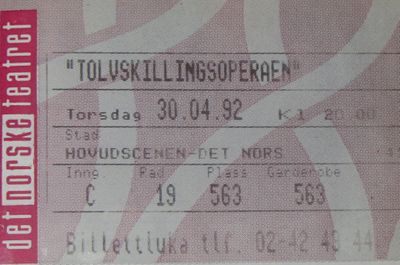 dét norske teatret
"TOLVSKILLINGSOPERAEN"
Torsdag 30.04.92 Kl 20.00
Stad
HOVUDSCENEN-DET NORS
Inng. Rad Plass Garderobe
C 19 563 563
Billettluka tlf. 02-42 43 44